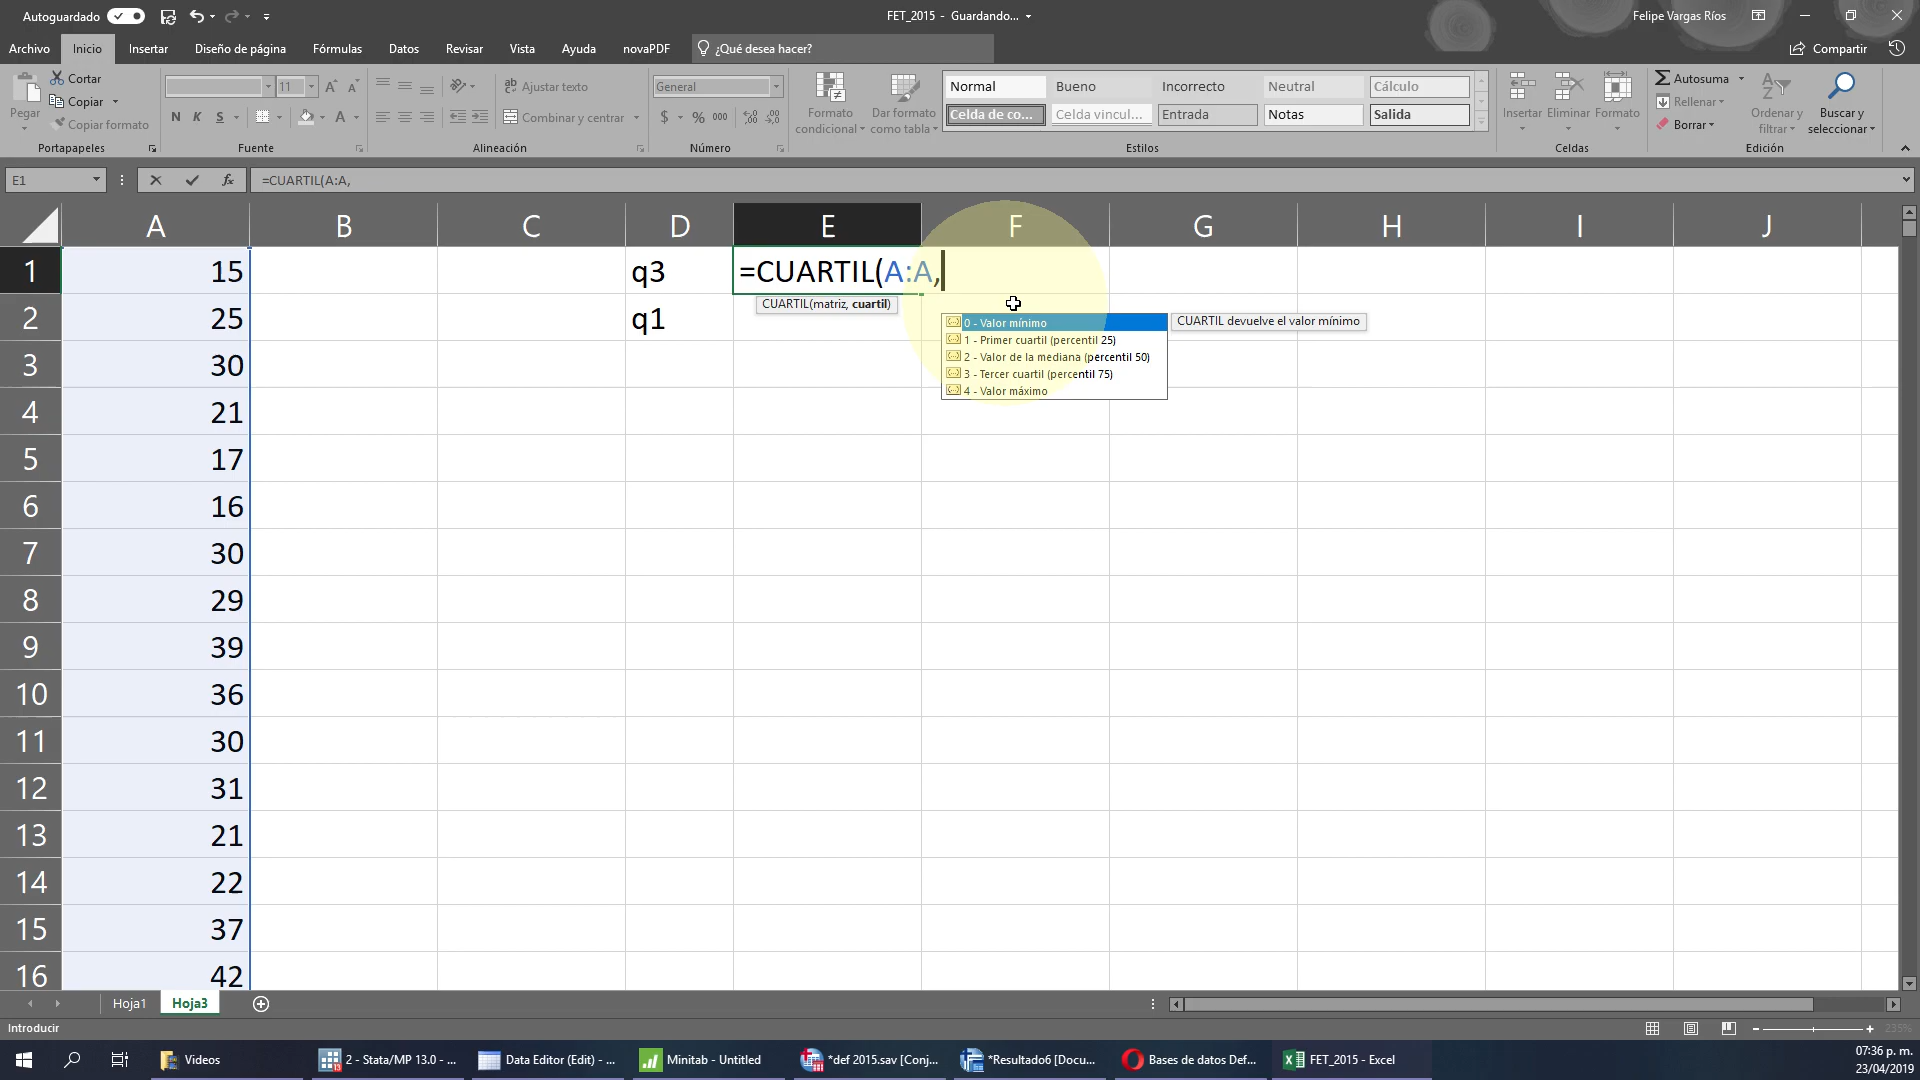 Autoguardado
FET_2015 - Guardando...
Felipe Vargas Ríos
Archivo Inicio Insertar Diseño de página Fórmulas Datos Revisar Vista Ayuda novaPDF ¿Qué desea hacer? Compartir
Pegar
Cortar
Copiar
Copiar formato
Portapapeles
11
N K S
Fuente
Ajustar texto
Combinar y centrar
Alineación
General
$ % 000
Número
Formato condicional
Dar formato como tabla
Normal Bueno Incorrecto Neutral Cálculo
Celda de co... Celda vincul... Entrada Notas Salida
Estilos
Insertar Eliminar Formato
Celdas
Autosuma
Rellenar
Borrar
Ordenar y filtrar
Buscar y seleccionar
Edición
E1 fx =CUARTIL(A:A,
A B C D E F G H I J
1 15 q3 =CUARTIL(A:A,
CUARTIL(matriz, cuartil)
2 25 q1
0 - Valor mínimo CUARTIL devuelve el valor mínimo
1 - Primer cuartil (percentil 25)
2 - Valor de la mediana (percentil 50)
3 - Tercer cuartil (percentil 75)
4 - Valor máximo
3 30
4 21
5 17
6 16
7 30
8 29
9 39
10 36
11 30
12 31
13 21
14 22
15 37
16 42
Hoja1 Hoja3
Introducir
235%
Videos 2 - Stata/MP 13.0 - ... Data Editor (Edit) - ... Minitab - Untitled *def 2015.sav [Conj... *Resultado6 [Docu... Bases de datos Def... FET_2015 - Excel
07:36 p. m.
23/04/2019